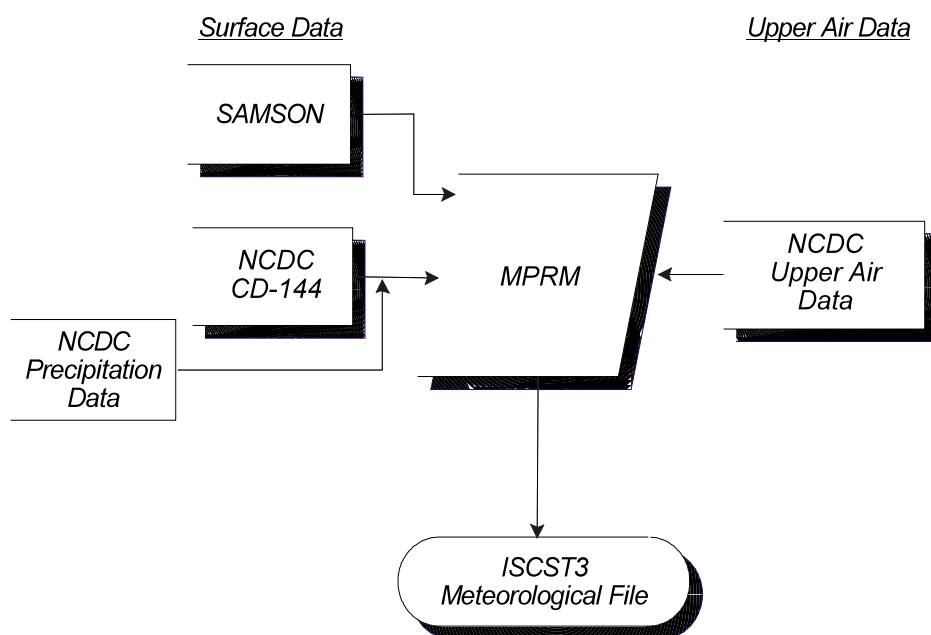 Surface Data
Upper Air Data
SAMSON
NCDC
CD-144
MPRM
NCDC
Upper Air
Data
NCDC
Precipitation
Data
ISCST3
Meteorological File